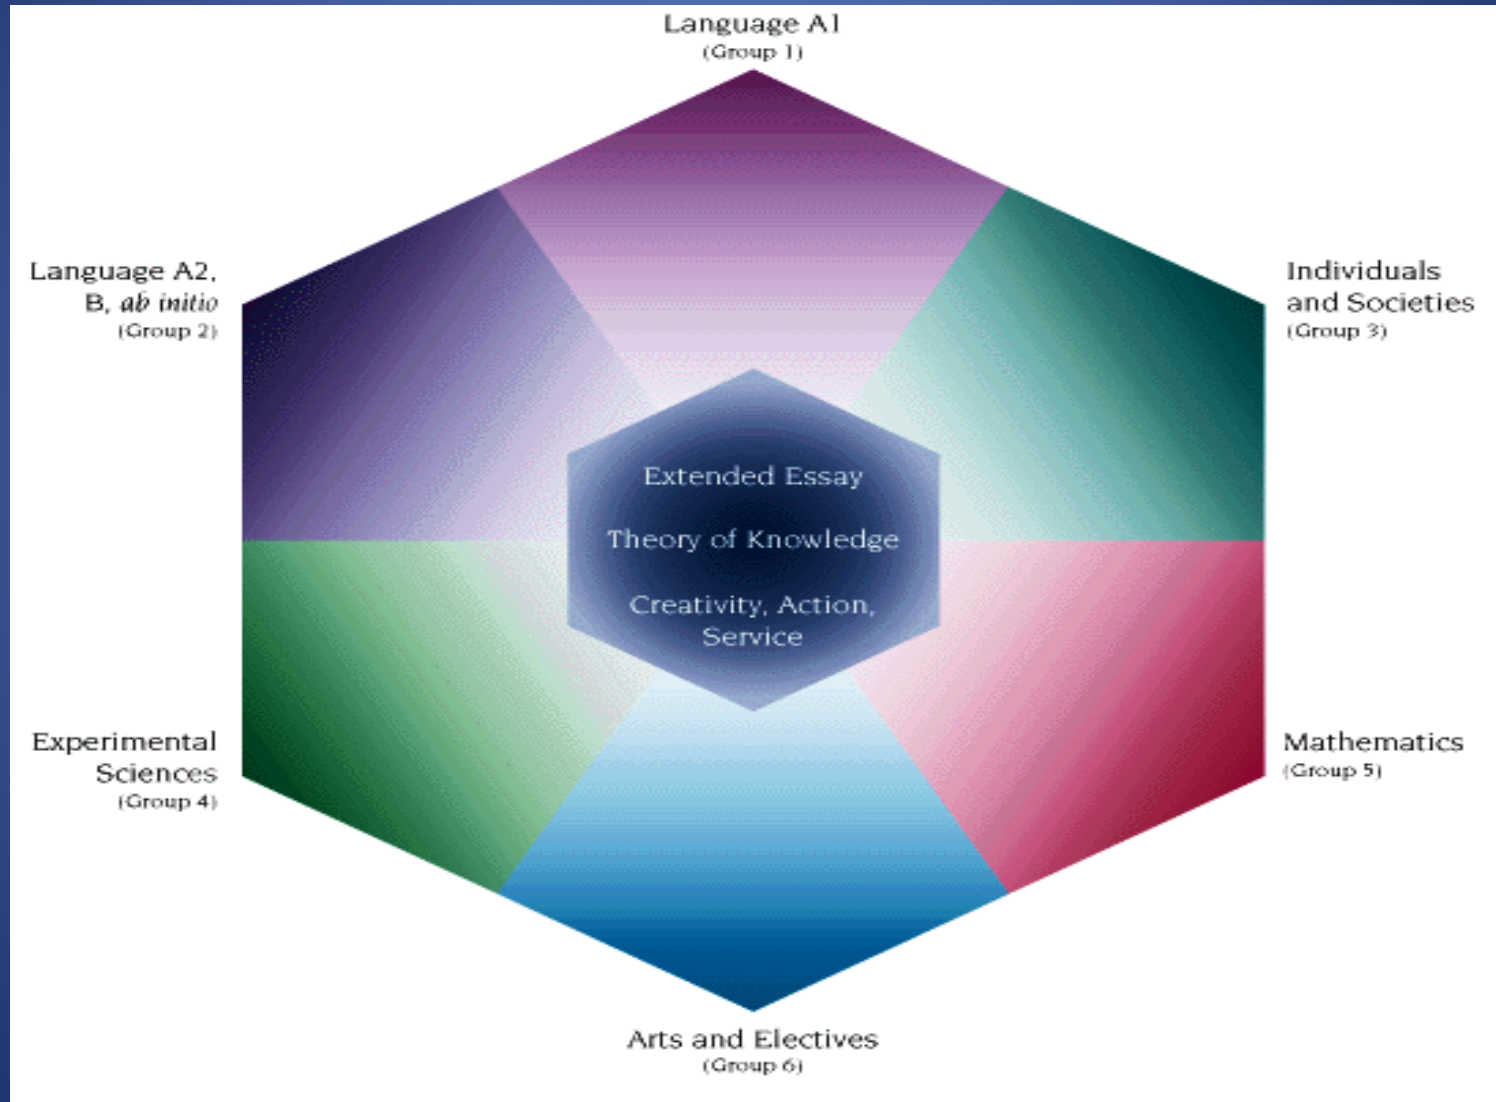 Language A1
(Group 1)
Language A2,
B, ab initio
(Group 2)
Individuals
and Societies
(Group 3)
Extended Essay
Theory of Knowledge
Creativity, Action,
Service
Experimental
Sciences
(Group 4)
Mathematics
(Group 5)
Arts and Electives
(Group 6)